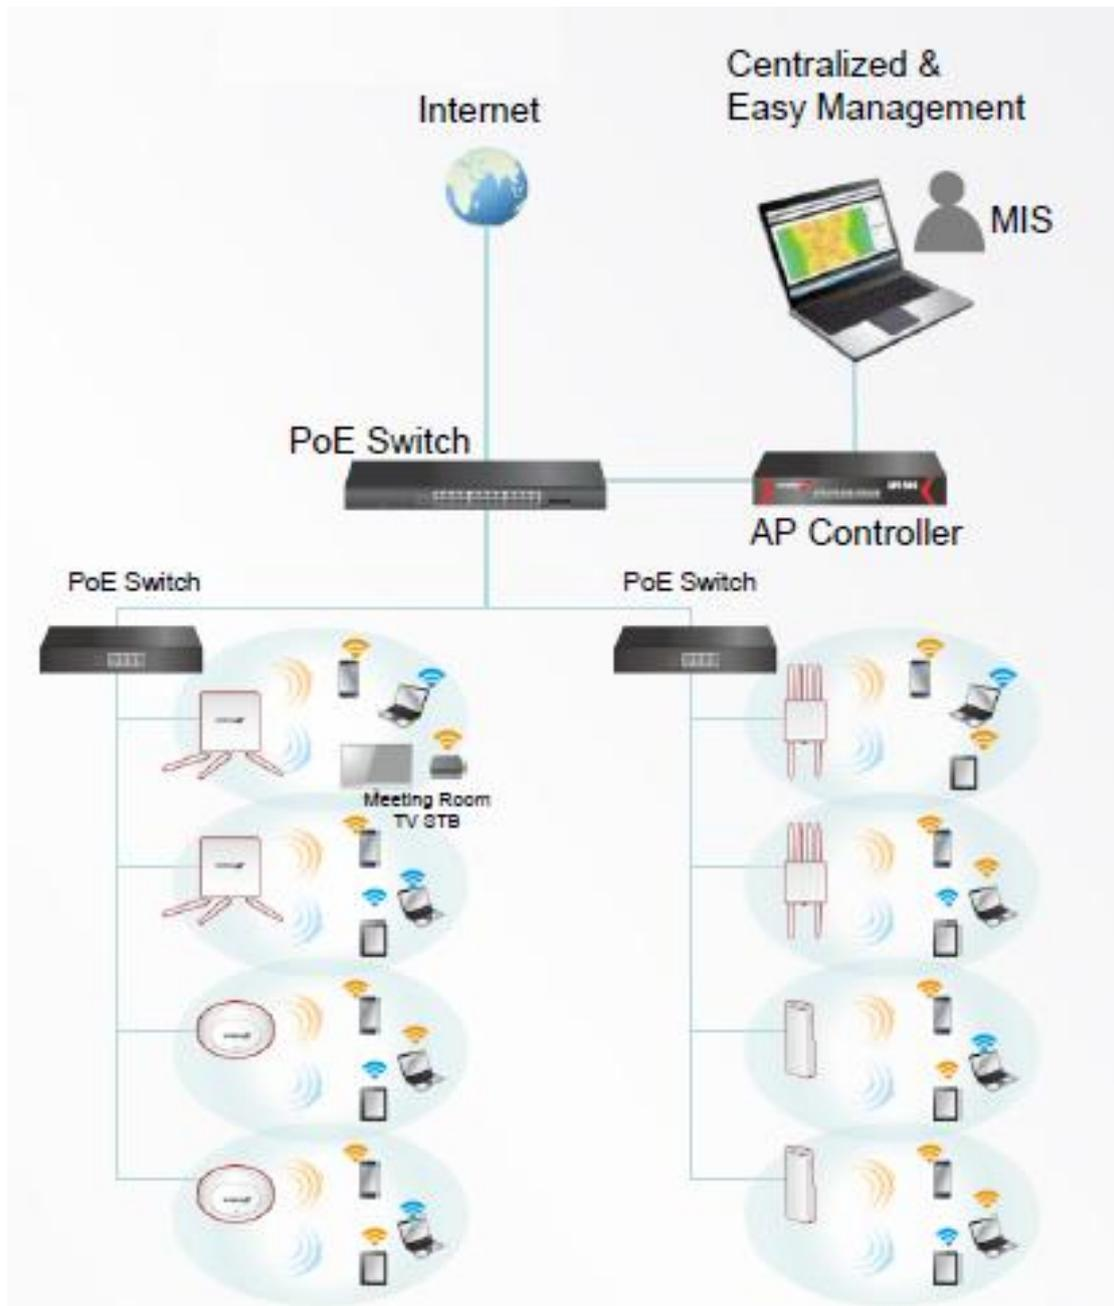 Centralized &
Easy Management
Internet
MIS
PoE Switch
AP Controller
PoE Switch
PoE Switch
Meeting Room
TV STB